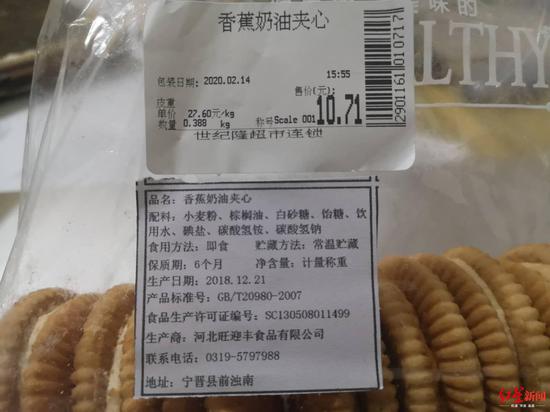 味的
LTHY
香蕉奶油夹心
包装日期: 2020.02.14 15:55
皮重 售价(元):
单价 27.60元/kg 10.71
数量 0.388 kg 称号Scale 001
世纪隆超市连锁
2900116101071 7
品名：香蕉奶油夹心
配料：小麦粉、棕榈油、白砂糖、饴糖、饮
用水、碘盐、碳酸氢铵、碳酸氢钠
食用方法：即食 贮藏方法：常温贮藏
保质期：6个月 净含量：计量称重
生产日期：2018.12.21
产品标准号：GB/T20980-2007
食品生产许可证编号：SC130508011499
生产商：河北旺迎丰食品有限公司
联系电话：0319-5797988
地址：宁晋县前浊南
红星新闻